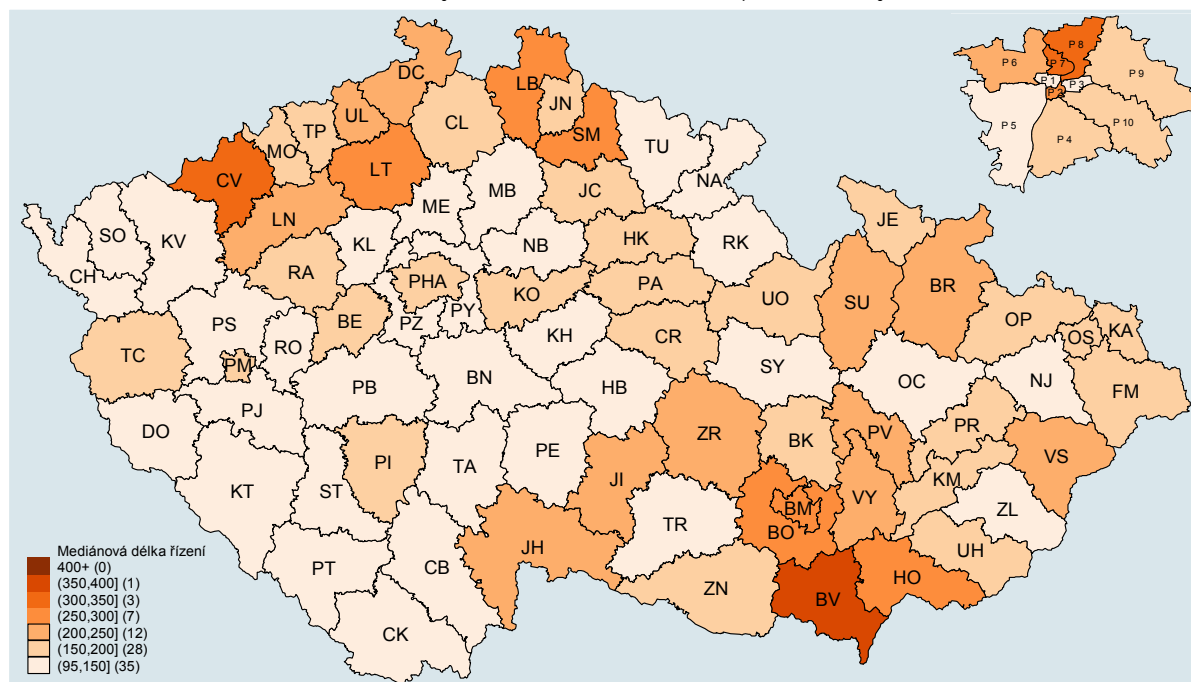 DC
LB
JN
UL
TP
CL
SM
MO
TU
CV
LT
NA
MB
ME
JC
LN
SO
KV
KL
NB
HK
RK
JE
CH
RA
PHA
KO
PA
UO
SU
BR
PS
BE
PZ
PY
OP
OS
KA
TC
PM
RO
KH
CR
SY
OC
NJ
FM
PB
BN
HB
PJ
DO
ZR
BK
PV
PR
VS
PI
TA
PE
KT
ST
JI
VY
KM
BM
BO
TR
ZL
JH
UH
PT
CB
ZN
BV
HO
CK
P 8
P 6
P 7
P 9
P 1
P 3
P 2
P 5
P 10
P 4
Mediánová délka řízení
400+ (0)
(350,400] (1)
(300,350] (3)
(250,300] (7)
(200,250] (12)
(150,200] (28)
(95,150] (35)